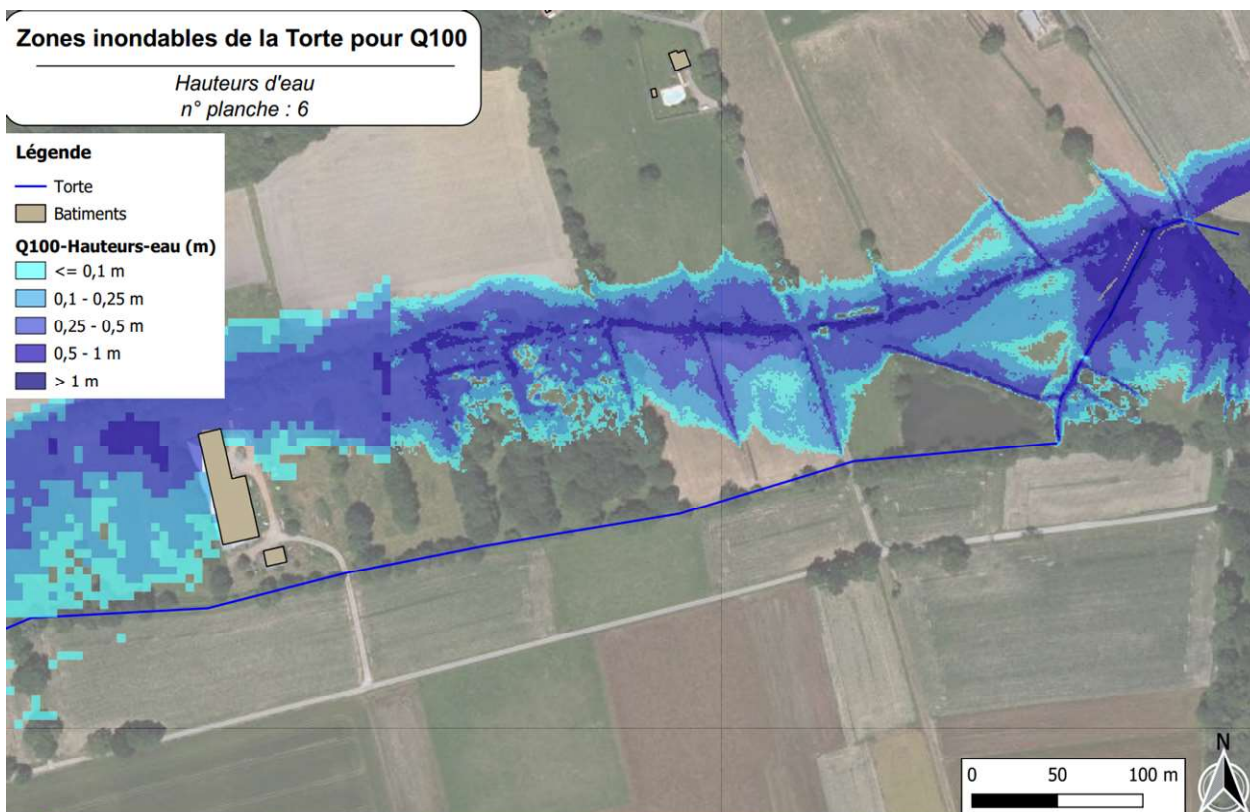 Zones inondables de la Torte pour Q100
Hauteurs d'eau
n° planche : 6
Légende
Torte
Batiments
Q100-Hauteurs-eau (m)
<= 0,1 m
0,1 - 0,25 m
0,25 - 0,5 m
0,5 - 1 m
> 1 m
N
0 50 100 m